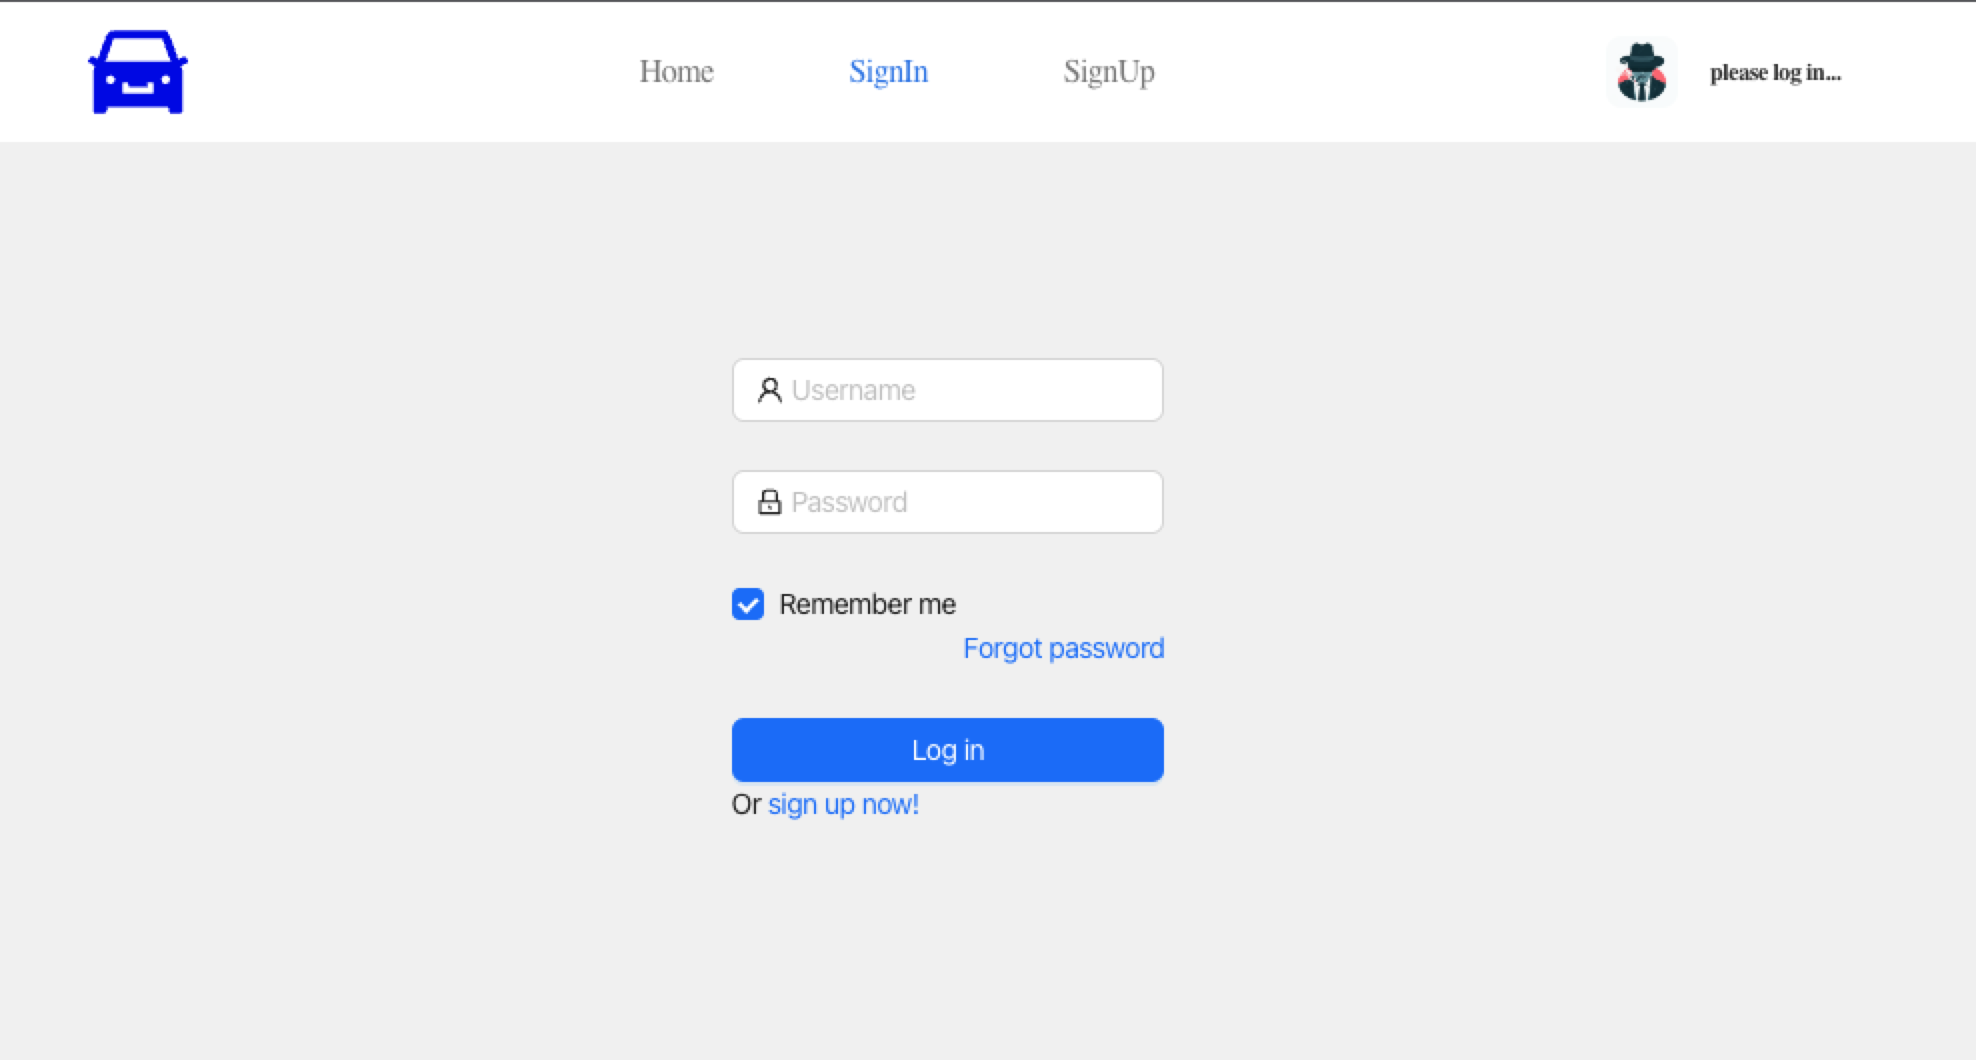 Home SignIn SignUp please log in...
Username
Password
Remember me
Forgot password
Log in
Or sign up now!